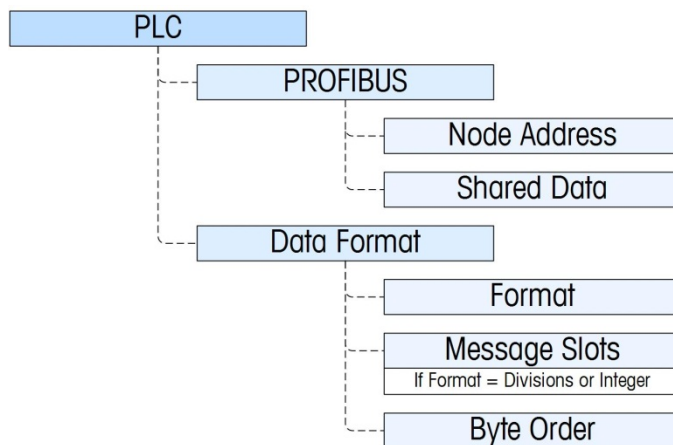 PLC
PROFIBUS
Node Address
Shared Data
Data Format
Format
Message Slots
If Format = Divisions or Integer
Byte Order